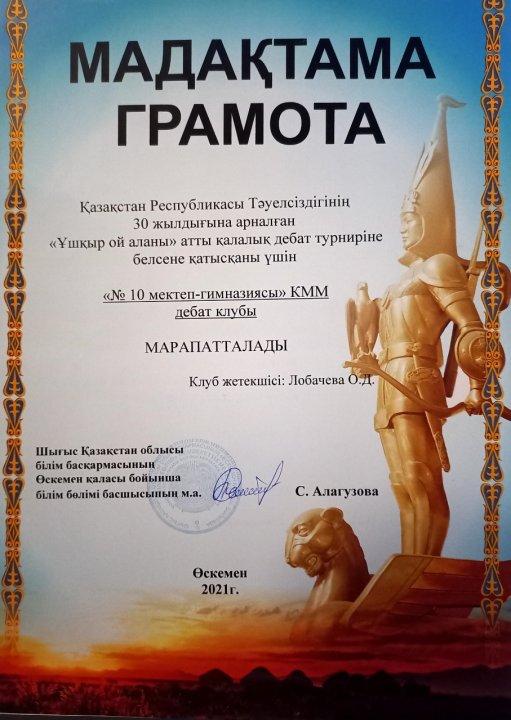 МАДАҚТАМА
ГРАМОТА
Қазақстан Республикасы Тәуелсіздігінің
30 жылдығына арналған
«Ұшқыр ой аланы» атты қалалық дебат турниріне
белсене қатысқаны үшін
«№ 10 мектеп-гимназиясы» КММ
дебат клубы
МАРАПАТТАЛАДЫ
Клуб жетекшісі: Лобачева О.Д.
Шығыс Қазақстан облысы
білім басқармасының
Өскемен қаласы бойынша
білім бөлімі басшысының м.а.
С. Алагузова
Өскемен
2021г.